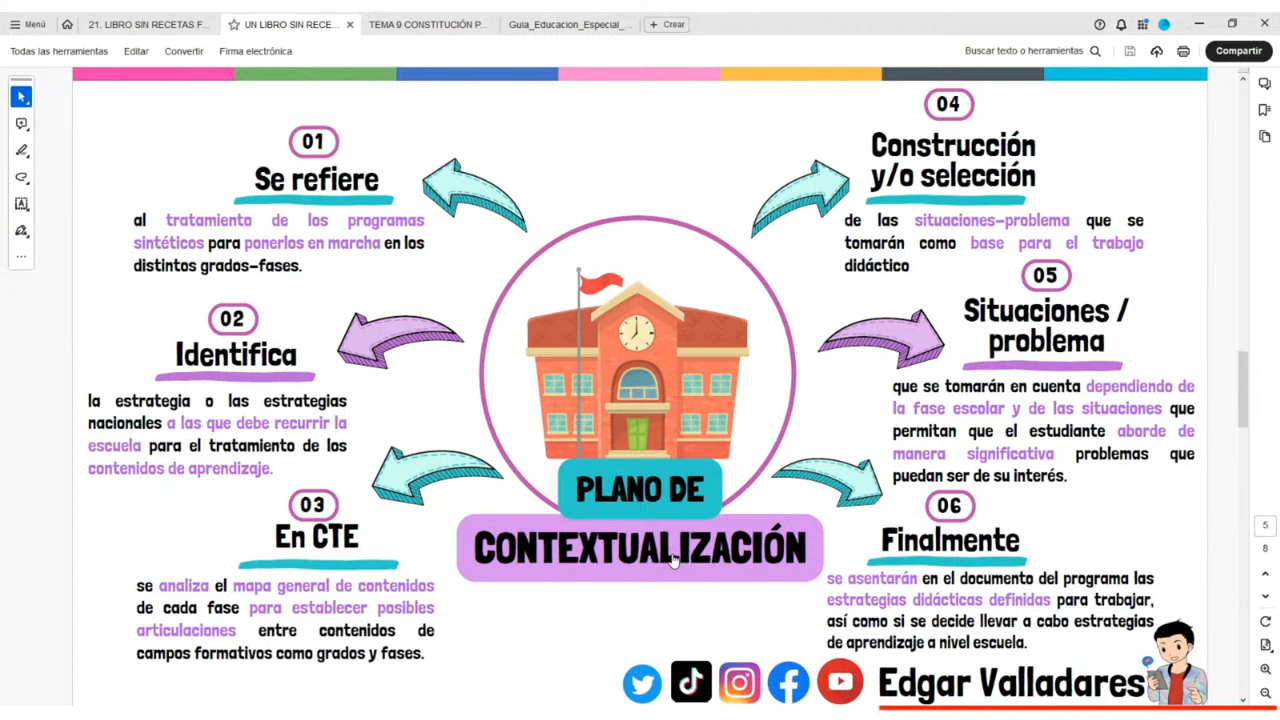 Menú
21. LIBRO SIN RECETAS F...
UN LIBRO SIN RECE...
TEMA 9 CONSTITUCIÓN P...
Guia_Educacion_Especial_...
+ Crear
Todas las herramientas
Editar
Convertir
Firma electrónica
Buscar texto o herramientas
Compartir
01
Se refiere
al tratamiento de los programas
sintéticos para ponerlos en marcha en los
distintos grados-fases.
02
Identifica
la estrategia o las estrategias
nacionales a las que debe recurrir la
escuela para el tratamiento de los
contenidos de aprendizaje.
03
En CTE
se analiza el mapa general de contenidos
de cada fase para establecer posibles
articulaciones entre contenidos de
campos formativos como grados y fases.
PLANO DE
CONTEXTUALIZACIÓN
04
Construcción
y/o selección
de las situaciones-problema que se
tomarán como base para el trabajo
didáctico
05
Situaciones /
problema
que se tomarán en cuenta dependiendo de
la fase escolar y de las situaciones que
permitan que el estudiante aborde de
manera significativa problemas que
puedan ser de su interés.
06
Finalmente
se asentarán en el documento del programa las
estrategias didácticas definidas para trabajar,
así como si se decide llevar a cabo estrategias
de aprendizaje a nivel escuela.
Edgar Valladares
5
8